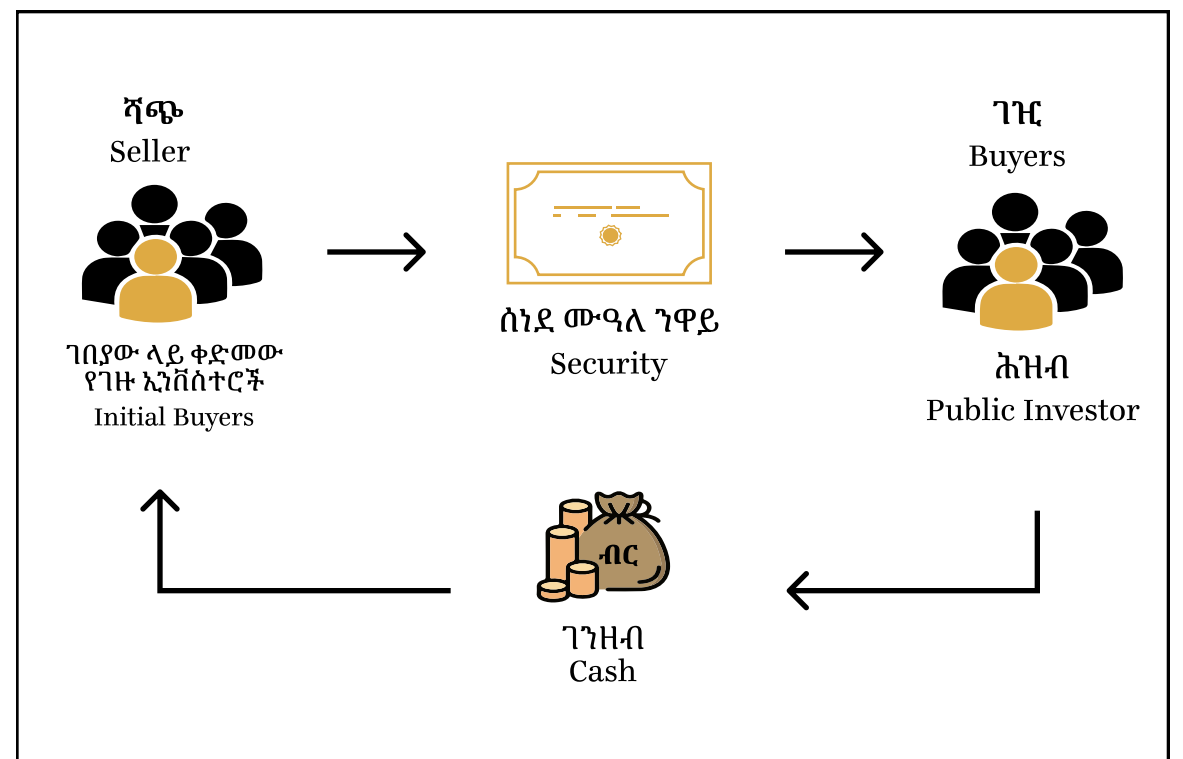 ሻጭ
Seller
ገበያው ላይ ቀድመው
የገዙ ኢንቨስተሮች
Initial Buyers
ሰነደ ሙዓለ ንዋይ
Security
ገዢ
Buyers
ሕዝብ
Public Investor
ብር
ገንዘብ
Cash